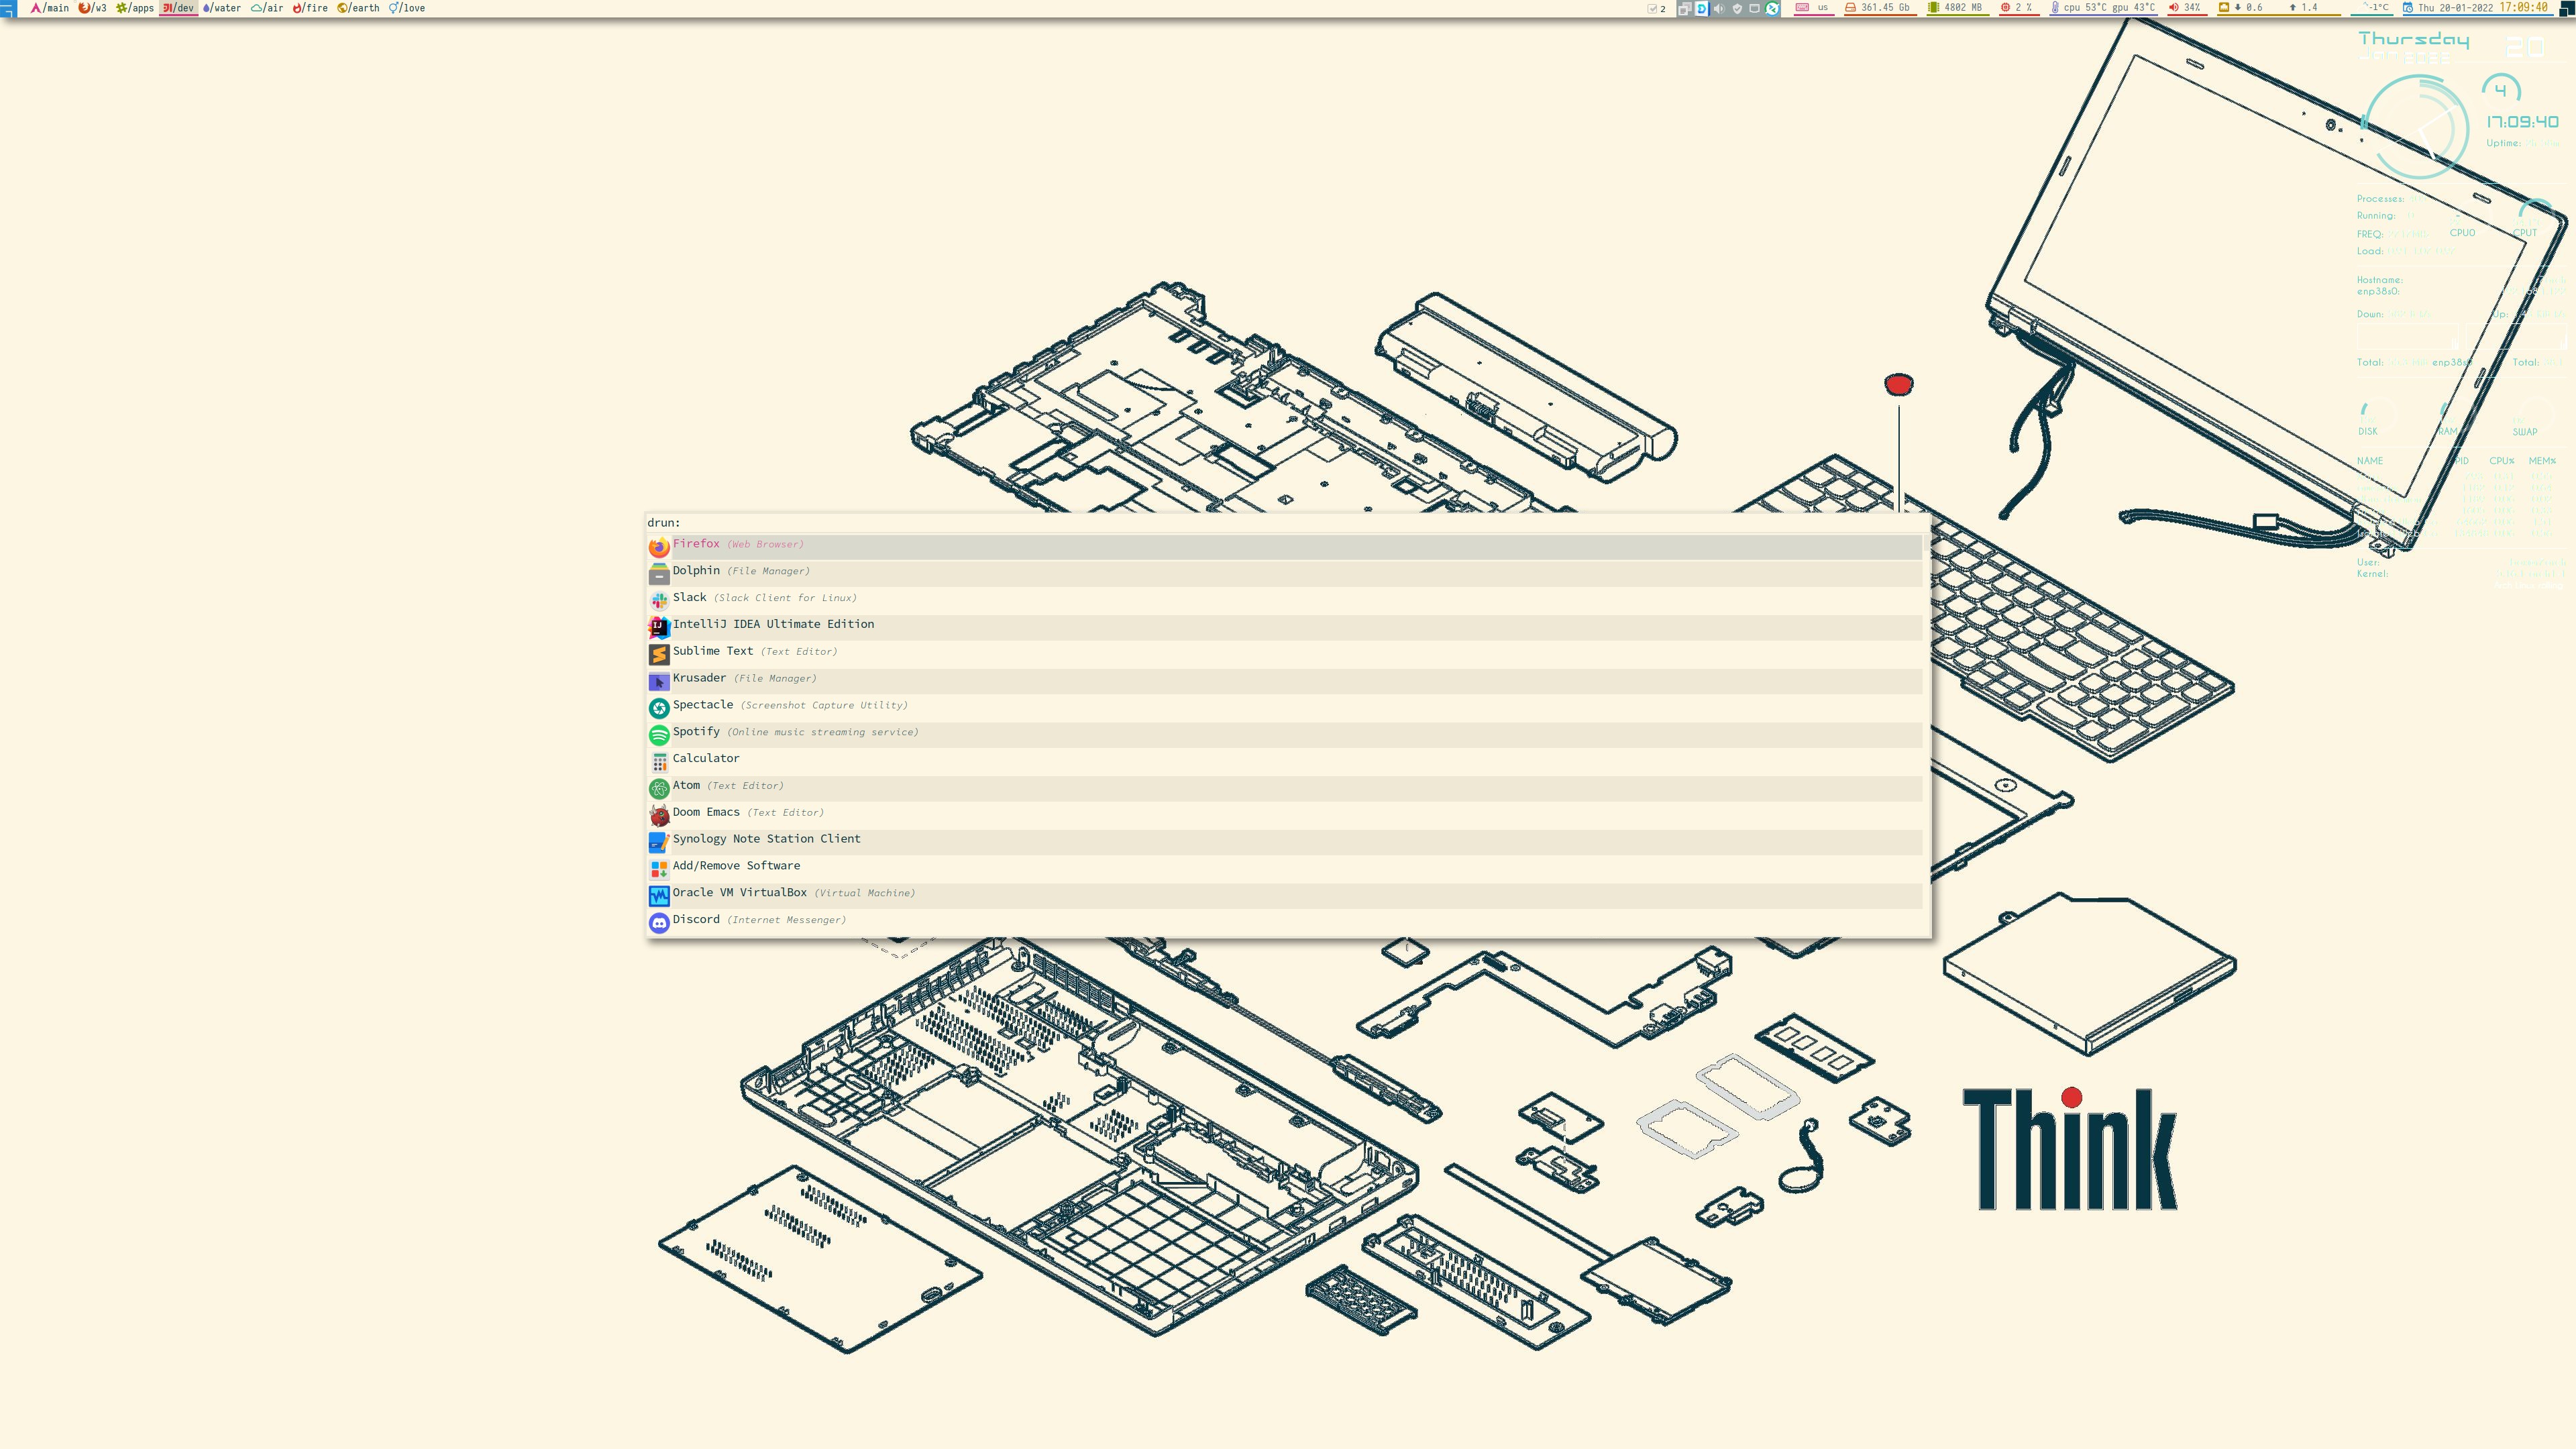 /main /w3 /apps /dev /water /air /fire /earth /love 2 us 361.45 Gb 4802 MB 2 % cpu 53°C gpu 43°C 34% 0.6 1.4 -1°C Thu 20-01-2022 17:09:40
Thursday 20
4
17:09:40
Uptime:
Processes:
Running:
FREQ: CPU0 CPUT
Load:
Hostname:
enp38s0:
Down: Up:
Total: enp38s0 Total:
DISK RAM SWAP
NAME PID CPU% MEM%
User:
Kernel:
drun:
Firefox (Web Browser)
Dolphin (File Manager)
Slack (Slack Client for Linux)
IntelliJ IDEA Ultimate Edition
Sublime Text (Text Editor)
Krusader (File Manager)
Spectacle (Screenshot Capture Utility)
Spotify (Online music streaming service)
Calculator
Atom (Text Editor)
Doom Emacs (Text Editor)
Synology Note Station Client
Add/Remove Software
Oracle VM VirtualBox (Virtual Machine)
Discord (Internet Messenger)
Think